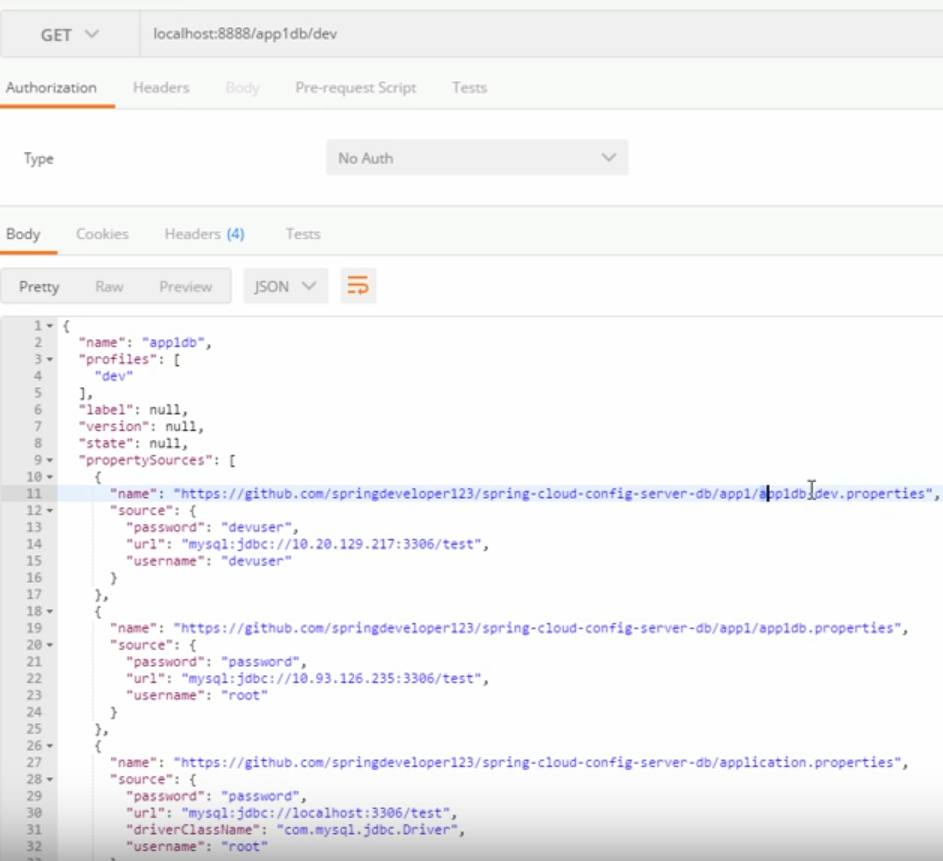 GET localhost:8888/app1db/dev
Authorization Headers Body Pre-request Script Tests
Type No Auth
Body Cookies Headers (4) Tests
Pretty Raw Preview JSON
1 {
2 "name": "app1db",
3 "profiles": [
4 "dev"
5 ],
6 "label": null,
7 "version": null,
8 "state": null,
9 "propertySources": [
10 {
11 "name": "https://github.com/springdeveloper123/spring-cloud-config-server-db/app1/app1db-dev.properties",
12 "source": {
13 "password": "devuser",
14 "url": "mysql:jdbc://10.20.129.217:3306/test",
15 "username": "devuser"
16 }
17 },
18 {
19 "name": "https://github.com/springdeveloper123/spring-cloud-config-server-db/app1/app1db.properties",
20 "source": {
21 "password": "password",
22 "url": "mysql:jdbc://10.93.126.235:3306/test",
23 "username": "root"
24 }
25 },
26 {
27 "name": "https://github.com/springdeveloper123/spring-cloud-config-server-db/application.properties",
28 "source": {
29 "password": "password",
30 "url": "mysql:jdbc://localhost:3306/test",
31 "driverClassName": "com.mysql.jdbc.Driver",
32 "username": "root"